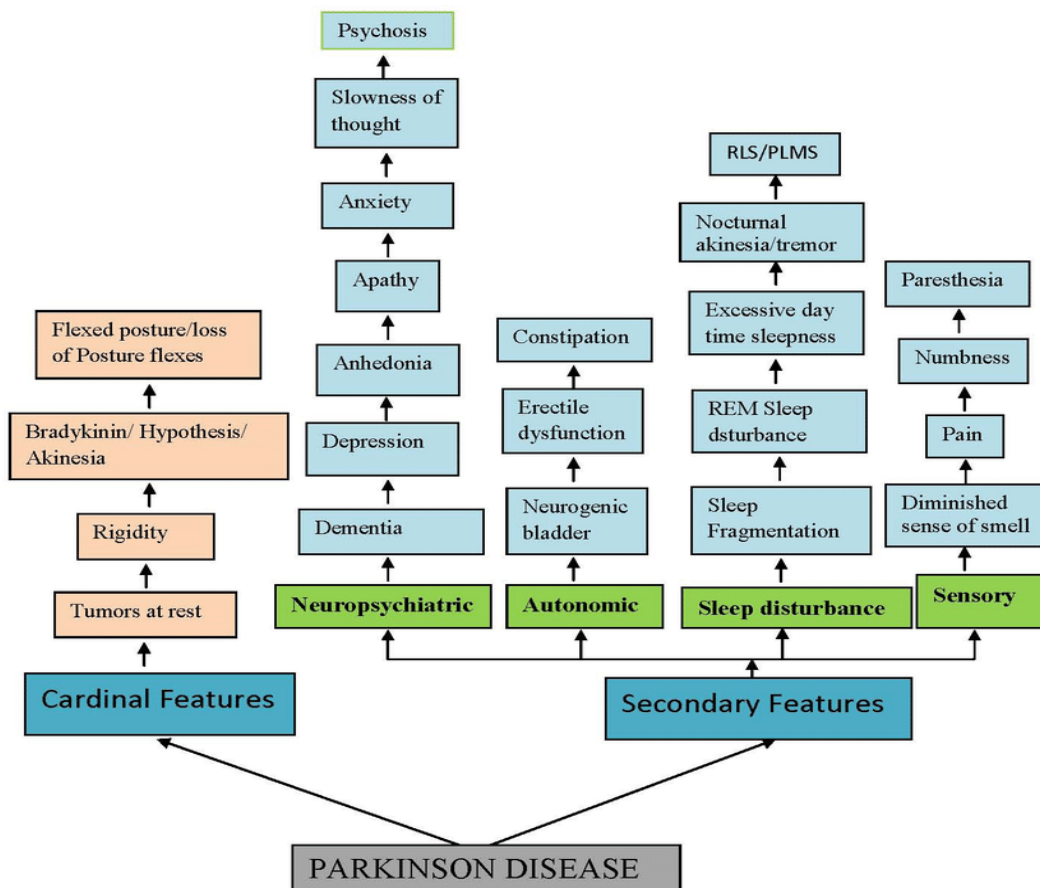 Psychosis
Slowness of
thought
Anxiety
Apathy
Anhedonia
Depression
Dementia
Neuropsychiatric
Flexed posture/loss
of Posture flexes
Bradykinin/ Hypothesis/
Akinesia
Rigidity
Tumors at rest
Cardinal Features
Constipation
Erectile
dysfunction
Neurogenic
bladder
Autonomic
RLS/PLMS
Nocturnal
akinesia/tremor
Excessive day
time sleepness
REM Sleep
dsturbance
Sleep
Fragmentation
Sleep disturbance
Paresthesia
Numbness
Pain
Diminished
sense of smell
Sensory
Secondary Features
PARKINSON DISEASE